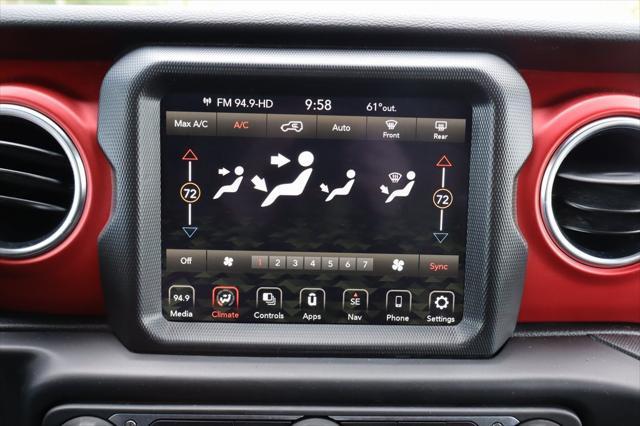 FM 94.9-HD 9:58 61°out.
Max A/C A/C Auto Front Rear
72 72
Off 1 2 3 4 5 6 7 Sync
94.9 SE
Media Climate Controls Apps Nav Phone Settings